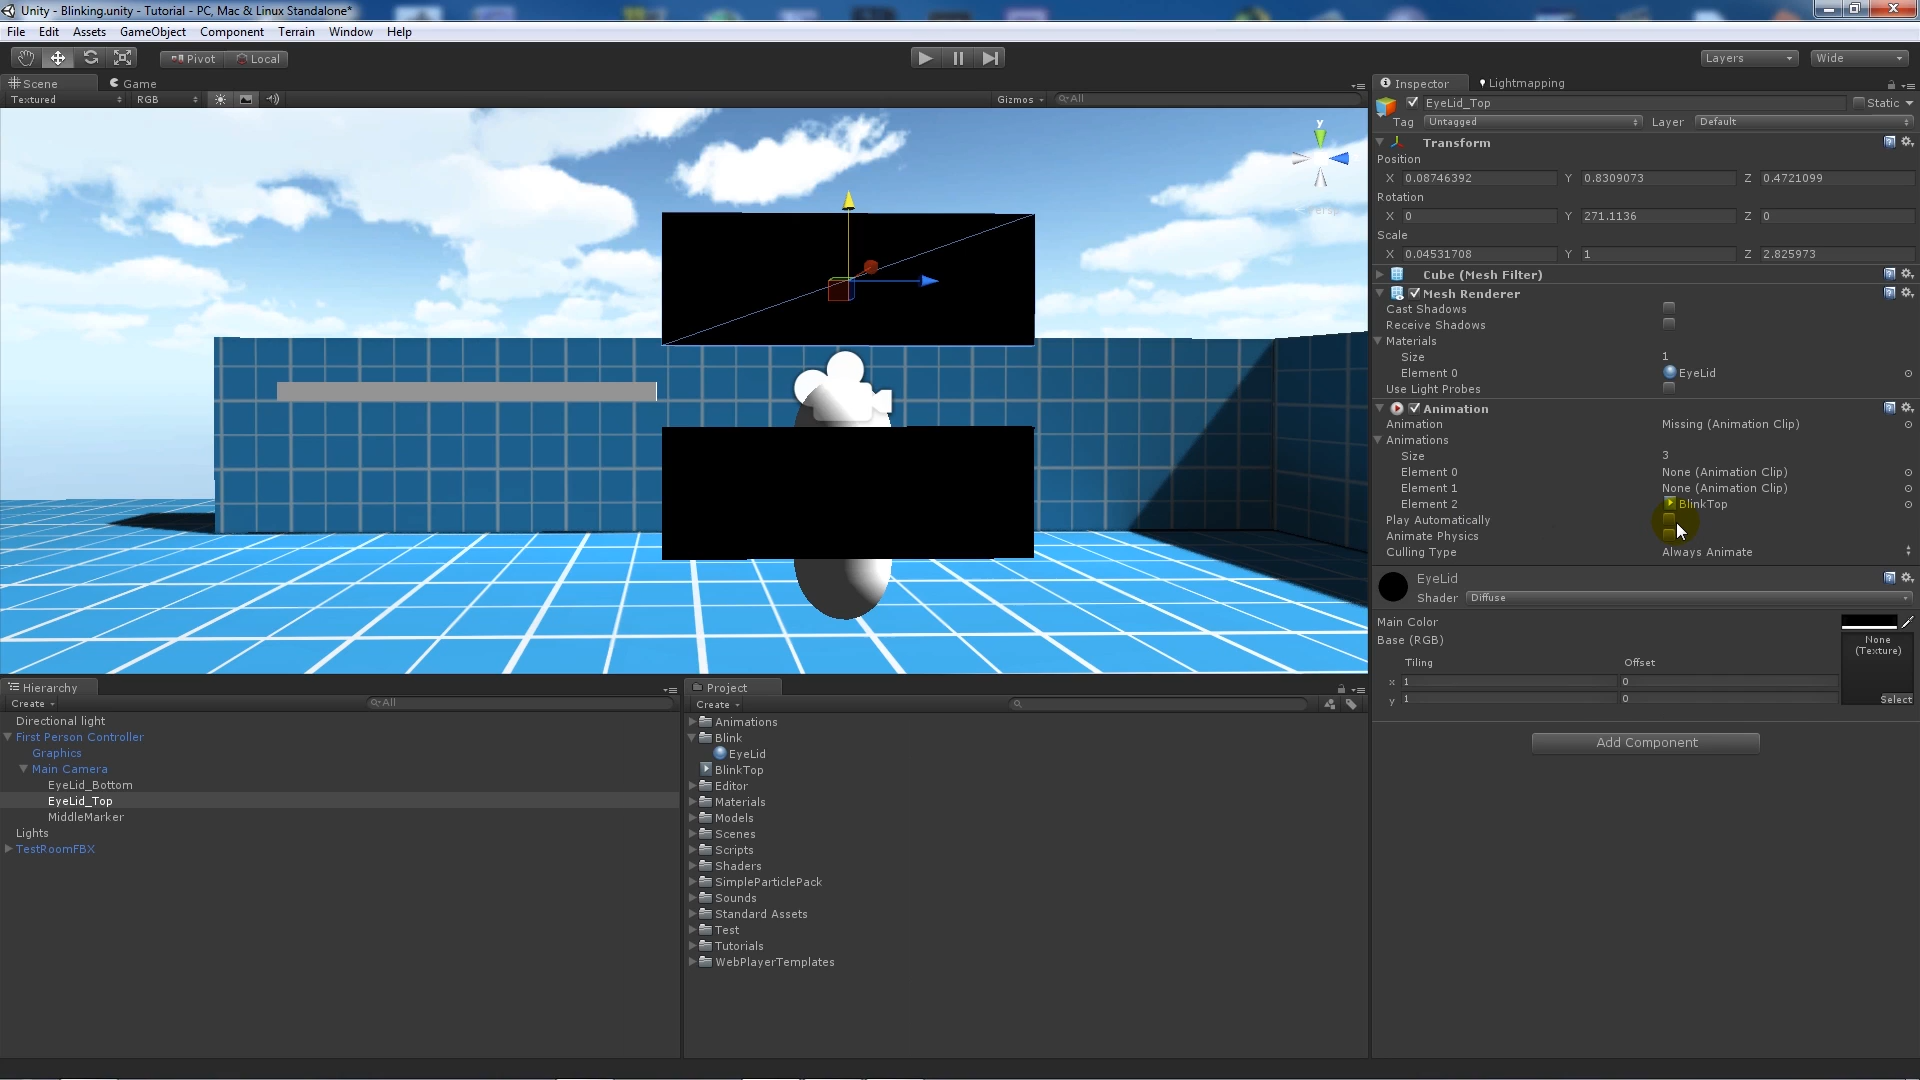 Unity - Blinking.unity - Tutorial - PC, Mac & Linux Standalone*
File Edit Assets GameObject Component Terrain Window Help
Pivot Local Layers Wide
Scene Game
Textured RGB Gizmos All
y
Persp
Inspector Lightmapping
EyeLid_Top Static
Tag Untagged Layer Default
Transform
Position
X 0.08746392 Y 0.8309073 Z 0.4721099
Rotation
X 0 Y 271.1136 Z 0
Scale
X 0.04531708 Y 1 Z 2.825973
Cube (Mesh Filter)
Mesh Renderer
Cast Shadows
Receive Shadows
Materials
Size 1
Element 0 EyeLid
Use Light Probes
Animation
Animation Missing (Animation Clip)
Animations
Size 3
Element 0 None (Animation Clip)
Element 1 None (Animation Clip)
Element 2 BlinkTop
Play Automatically
Animate Physics
Culling Type Always Animate
EyeLid
Shader Diffuse
Main Color
Base (RGB) None (Texture)
Tiling Offset
x 1 0
y 1 0 Select
Add Component
Hierarchy
Create All
Directional light
First Person Controller
Graphics
Main Camera
EyeLid_Bottom
EyeLid_Top
MiddleMarker
Lights
TestRoomFBX
Project
Create
Animations
Blink
EyeLid
BlinkTop
Editor
Materials
Models
Scenes
Scripts
Shaders
SimpleParticlePack
Sounds
Standard Assets
Test
Tutorials
WebPlayerTemplates